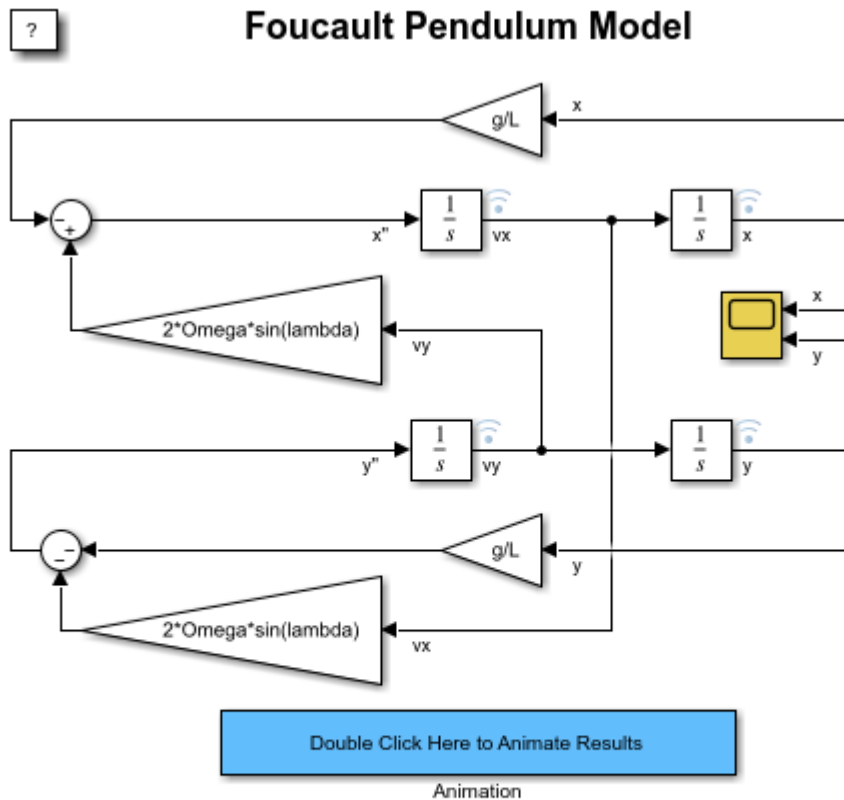 ?
Foucault Pendulum Model
g/L
x
−
+
x"
1
s
vx
1
s
x
2*Omega*sin(lambda)
vy
x
y
y"
1
s
vy
1
s
y
−
−
g/L
y
2*Omega*sin(lambda)
vx
Double Click Here to Animate Results
Animation